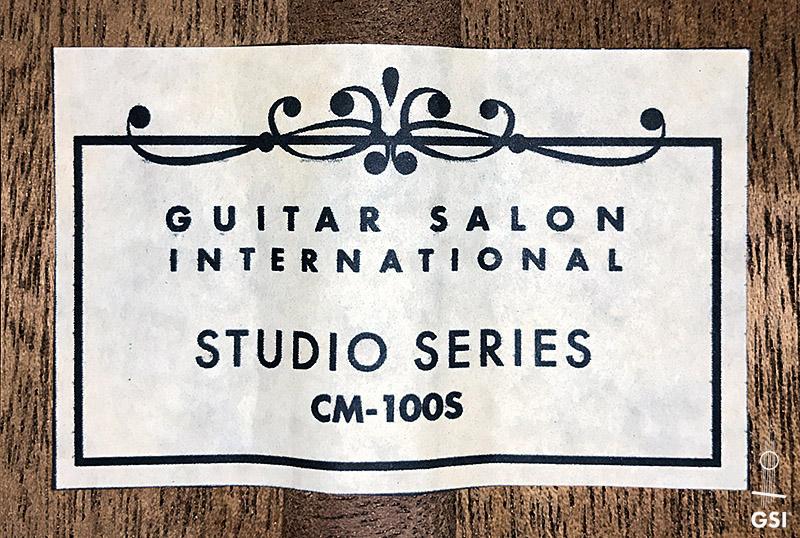 GUITAR SALON
INTERNATIONAL
STUDIO SERIES
CM-100S
GSI